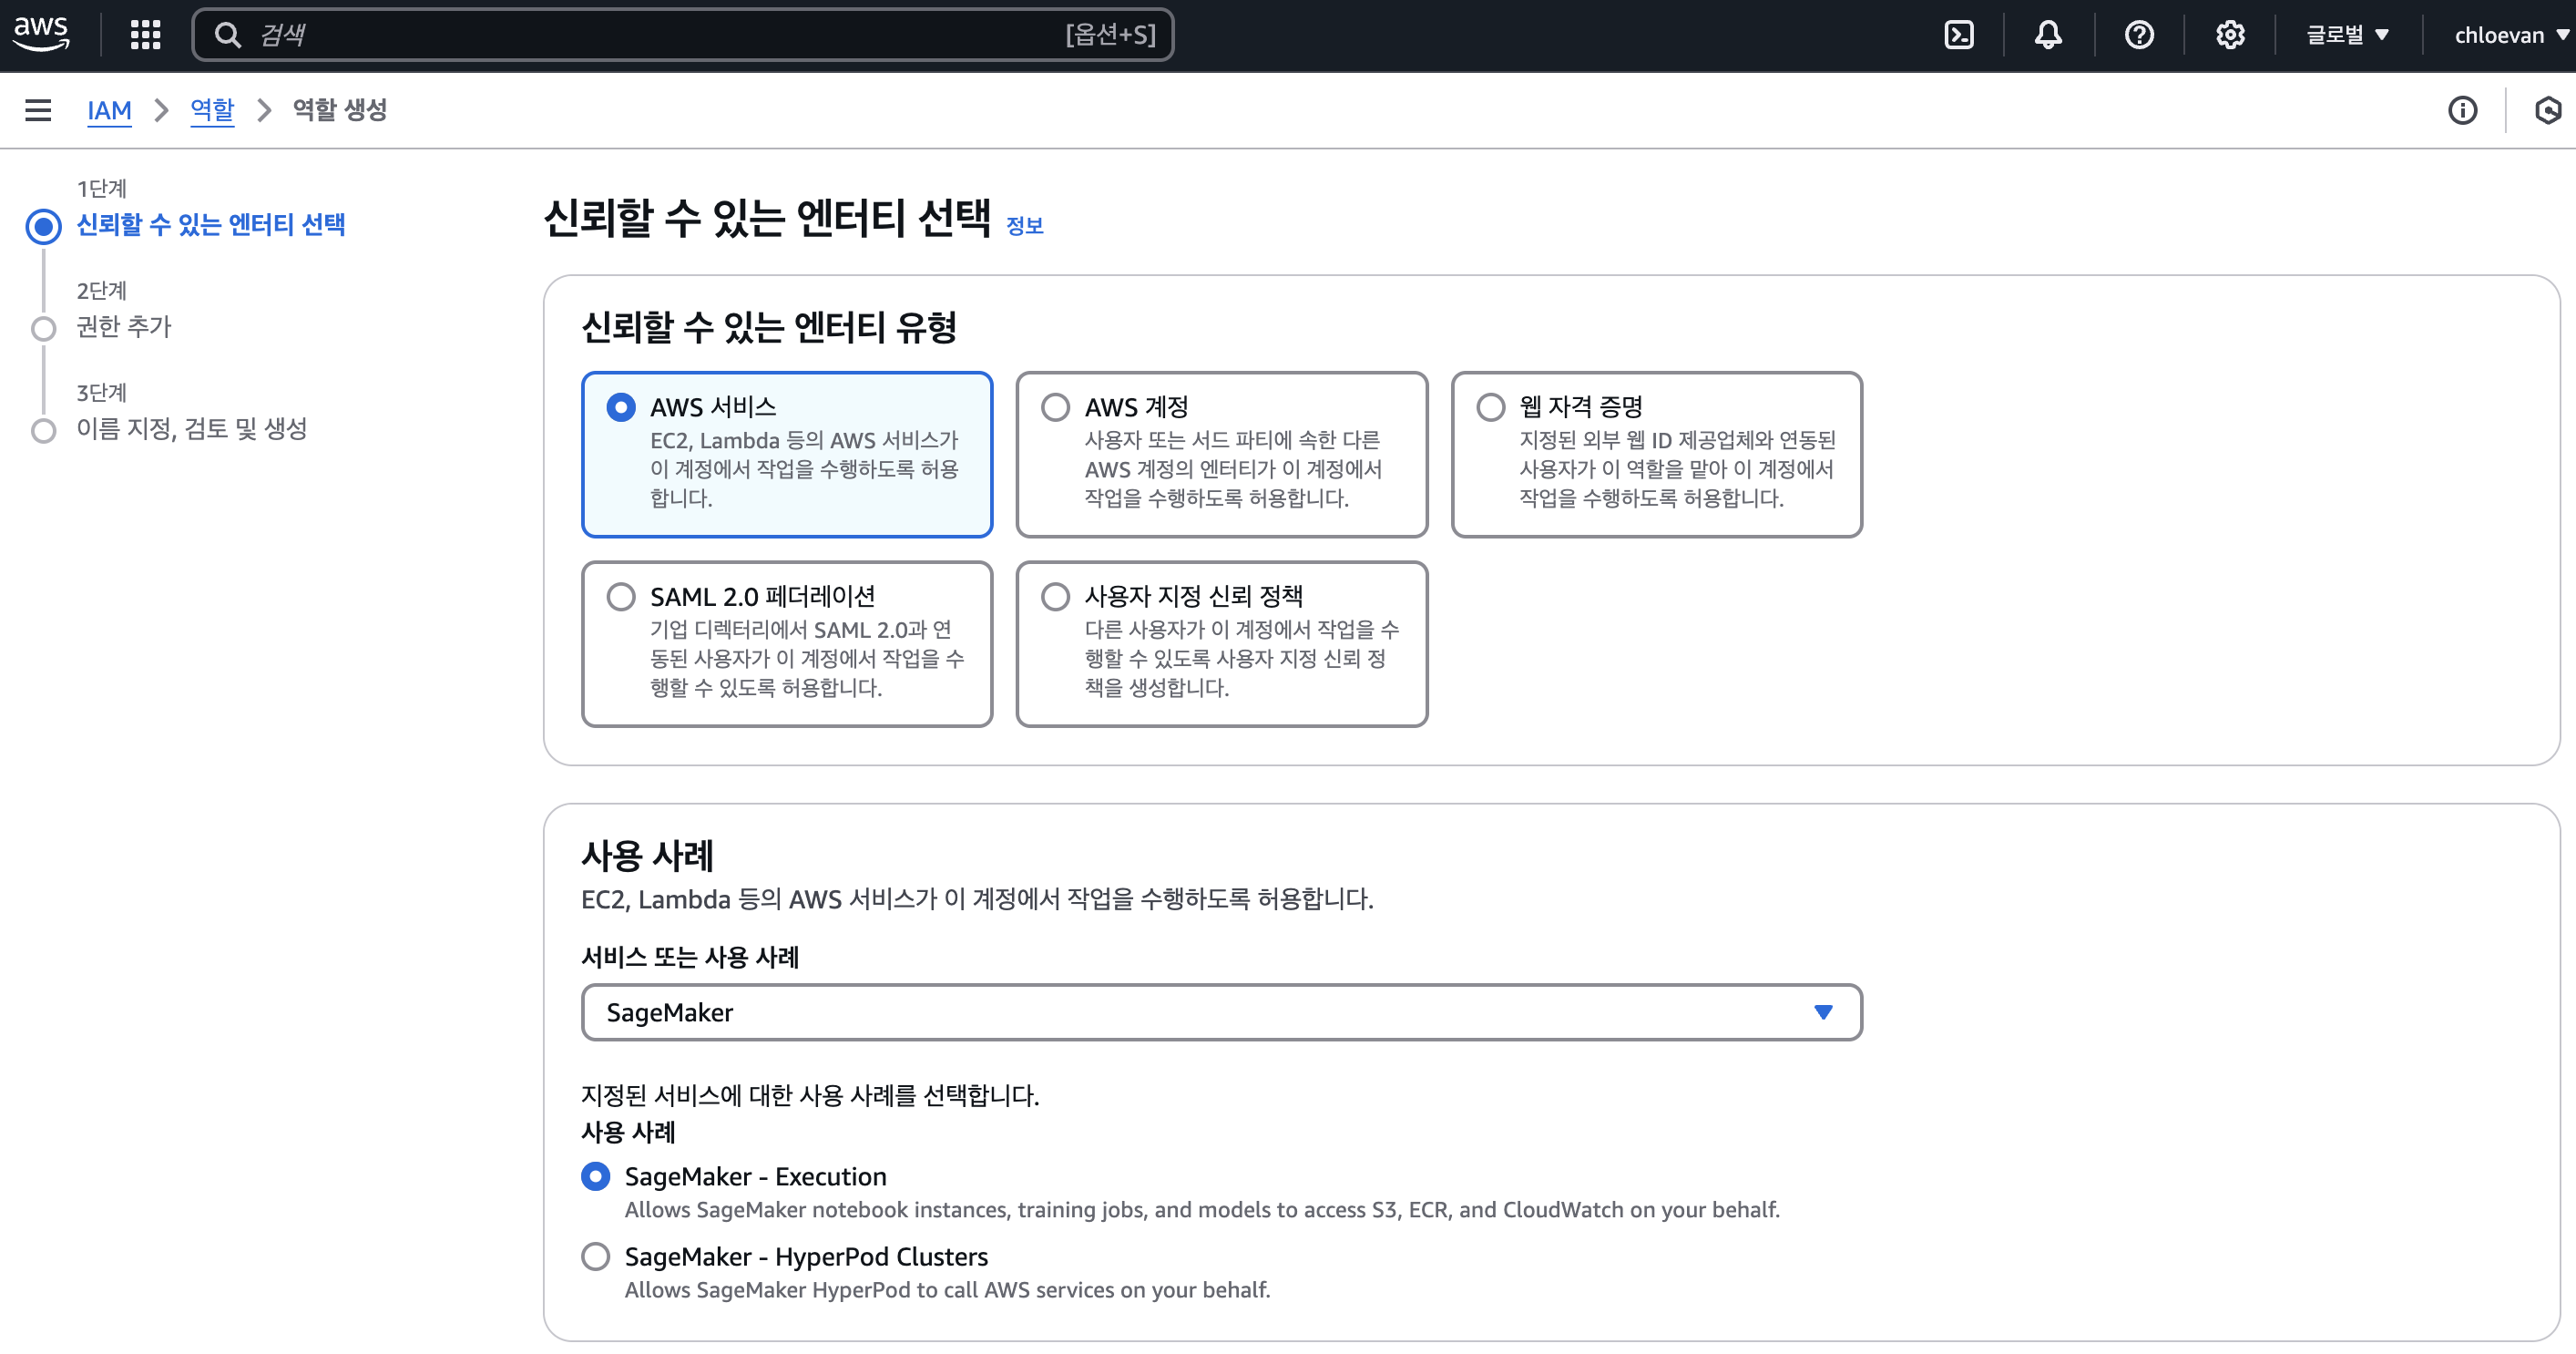 aws
검색
[옵션+S]
글로벌
chloevan
IAM
역할
역할 생성
1단계
신뢰할 수 있는 엔터티 선택
2단계
권한 추가
3단계
이름 지정, 검토 및 생성
신뢰할 수 있는 엔터티 선택 정보
신뢰할 수 있는 엔터티 유형
AWS 서비스
EC2, Lambda 등의 AWS 서비스가
이 계정에서 작업을 수행하도록 허용
합니다.
AWS 계정
사용자 또는 서드 파티에 속한 다른
AWS 계정의 엔터티가 이 계정에서
작업을 수행하도록 허용합니다.
웹 자격 증명
지정된 외부 웹 ID 제공업체와 연동된
사용자가 이 역할을 맡아 이 계정에서
작업을 수행하도록 허용합니다.
SAML 2.0 페더레이션
기업 디렉터리에서 SAML 2.0과 연
동된 사용자가 이 계정에서 작업을 수
행할 수 있도록 허용합니다.
사용자 지정 신뢰 정책
다른 사용자가 이 계정에서 작업을 수
행할 수 있도록 사용자 지정 신뢰 정
책을 생성합니다.
사용 사례
EC2, Lambda 등의 AWS 서비스가 이 계정에서 작업을 수행하도록 허용합니다.
서비스 또는 사용 사례
SageMaker
지정된 서비스에 대한 사용 사례를 선택합니다.
사용 사례
SageMaker - Execution
Allows SageMaker notebook instances, training jobs, and models to access S3, ECR, and CloudWatch on your behalf.
SageMaker - HyperPod Clusters
Allows SageMaker HyperPod to call AWS services on your behalf.